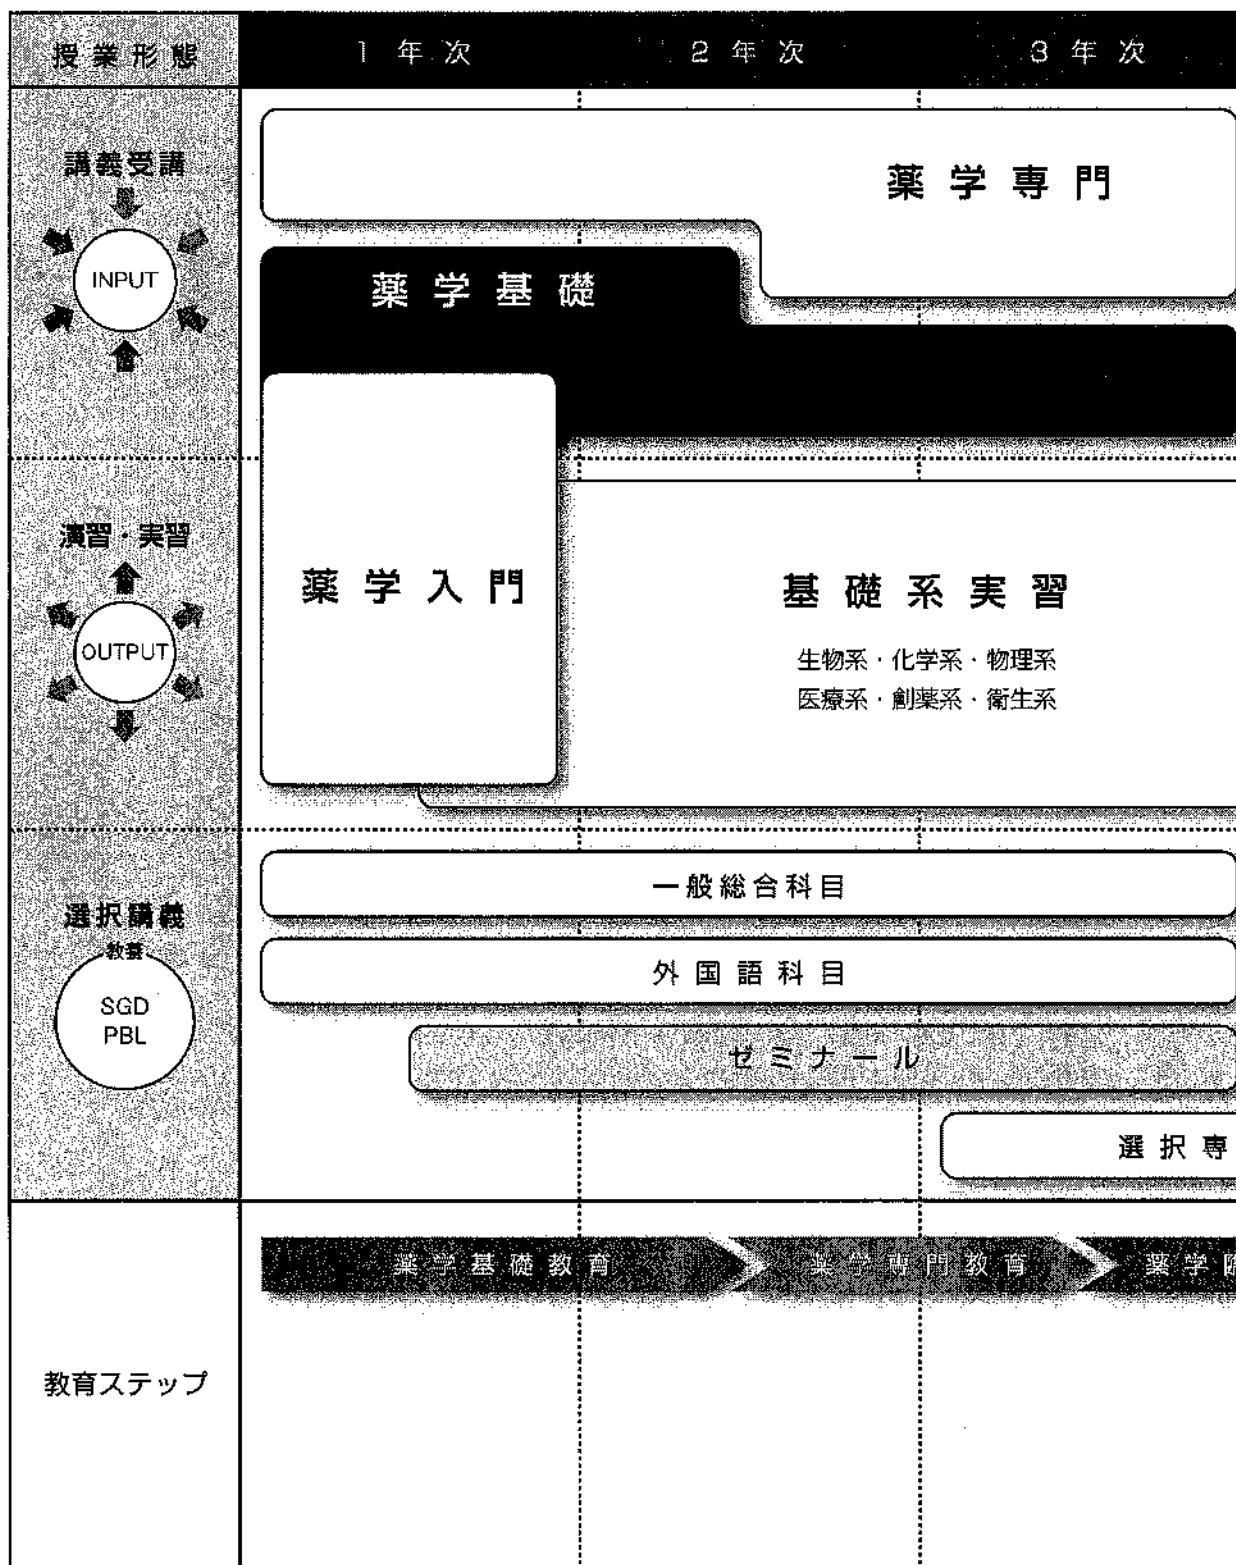 授業形態
1年次
2年次
3年次
講義受講
INPUT
薬学専門
薬学基礎
演習・実習
OUTPUT
薬学入門
基礎系実習
生物系・化学系・物理系
医療系・創薬系・衛生系
選択講義
教養
SGD
PBL
一般総合科目
外国語科目
ゼミナール
選択専
教育ステップ
薬学基礎教育
薬学専門教育
薬学